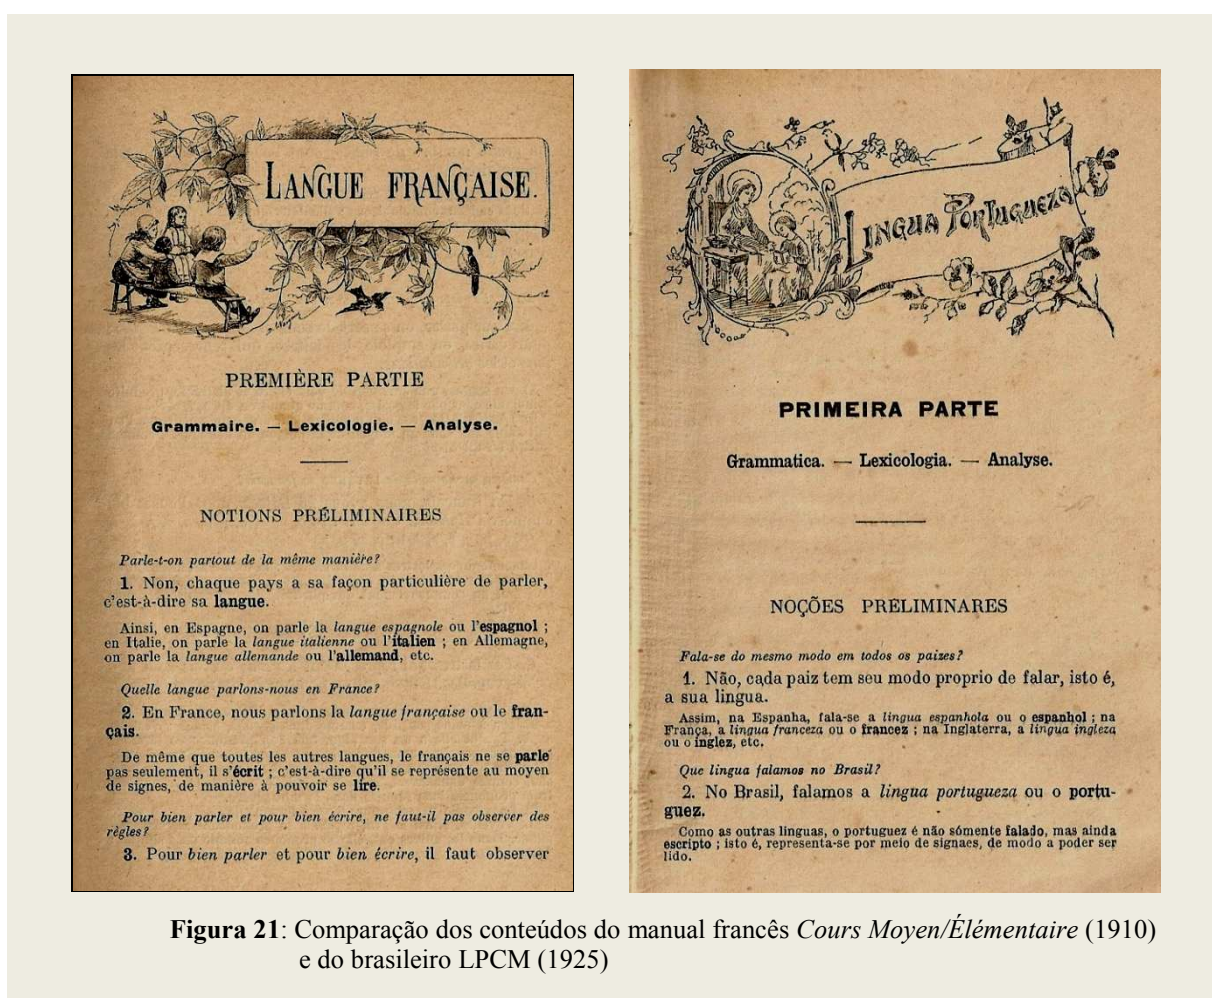 LANGUE FRANÇAISE.
PREMIÈRE PARTIE
Grammaire. — Lexicologie. — Analyse.
NOTIONS PRÉLIMINAIRES
Parle-t-on partout de la même manière?
1. Non, chaque pays a sa façon particulière de parler,
c'est-à-dire sa langue.
Ainsi, en Espagne, on parle la langue espagnole ou l'espagnol ;
en Italie, on parle la langue italienne ou l'italien ; en Allemagne,
on parle la langue allemande ou l'allemand, etc.
Quelle langue parlons-nous en France?
2. En France, nous parlons la langue française ou le fran-
çais.
De même que toutes les autres langues, le français ne se parle
pas seulement, il s'écrit ; c'est-à-dire qu'il se représente au moyen
de signes, de manière à pouvoir se lire.
Pour bien parler et pour bien écrire, ne faut-il pas observer des
règles?
3. Pour bien parler et pour bien écrire, il faut observer
LINGUA PORTUGUEZA
PRIMEIRA PARTE
Grammatica. — Lexicologia. — Analyse.
NOÇÕES PRELIMINARES
Fala-se do mesmo modo em todos os paizes?
1. Não, cada paiz tem seu modo proprio de falar, isto é,
a sua lingua.
Assim, na Espanha, fala-se a lingua espanhola ou o espanhol ; na
França, a lingua franceza ou o francez ; na Inglaterra, a lingua ingleza
ou o inglez, etc.
Que lingua falamos no Brasil?
2. No Brasil, falamos a lingua portugueza ou o portu-
guez.
Como as outras linguas, o portuguez é não sómente falado, mas ainda
escripto ; isto é, representa-se por meio de signaes, de modo a poder ser
lido.
Figura 21: Comparação dos conteúdos do manual francês Cours Moyen/Élémentaire (1910)
e do brasileiro LPCM (1925)